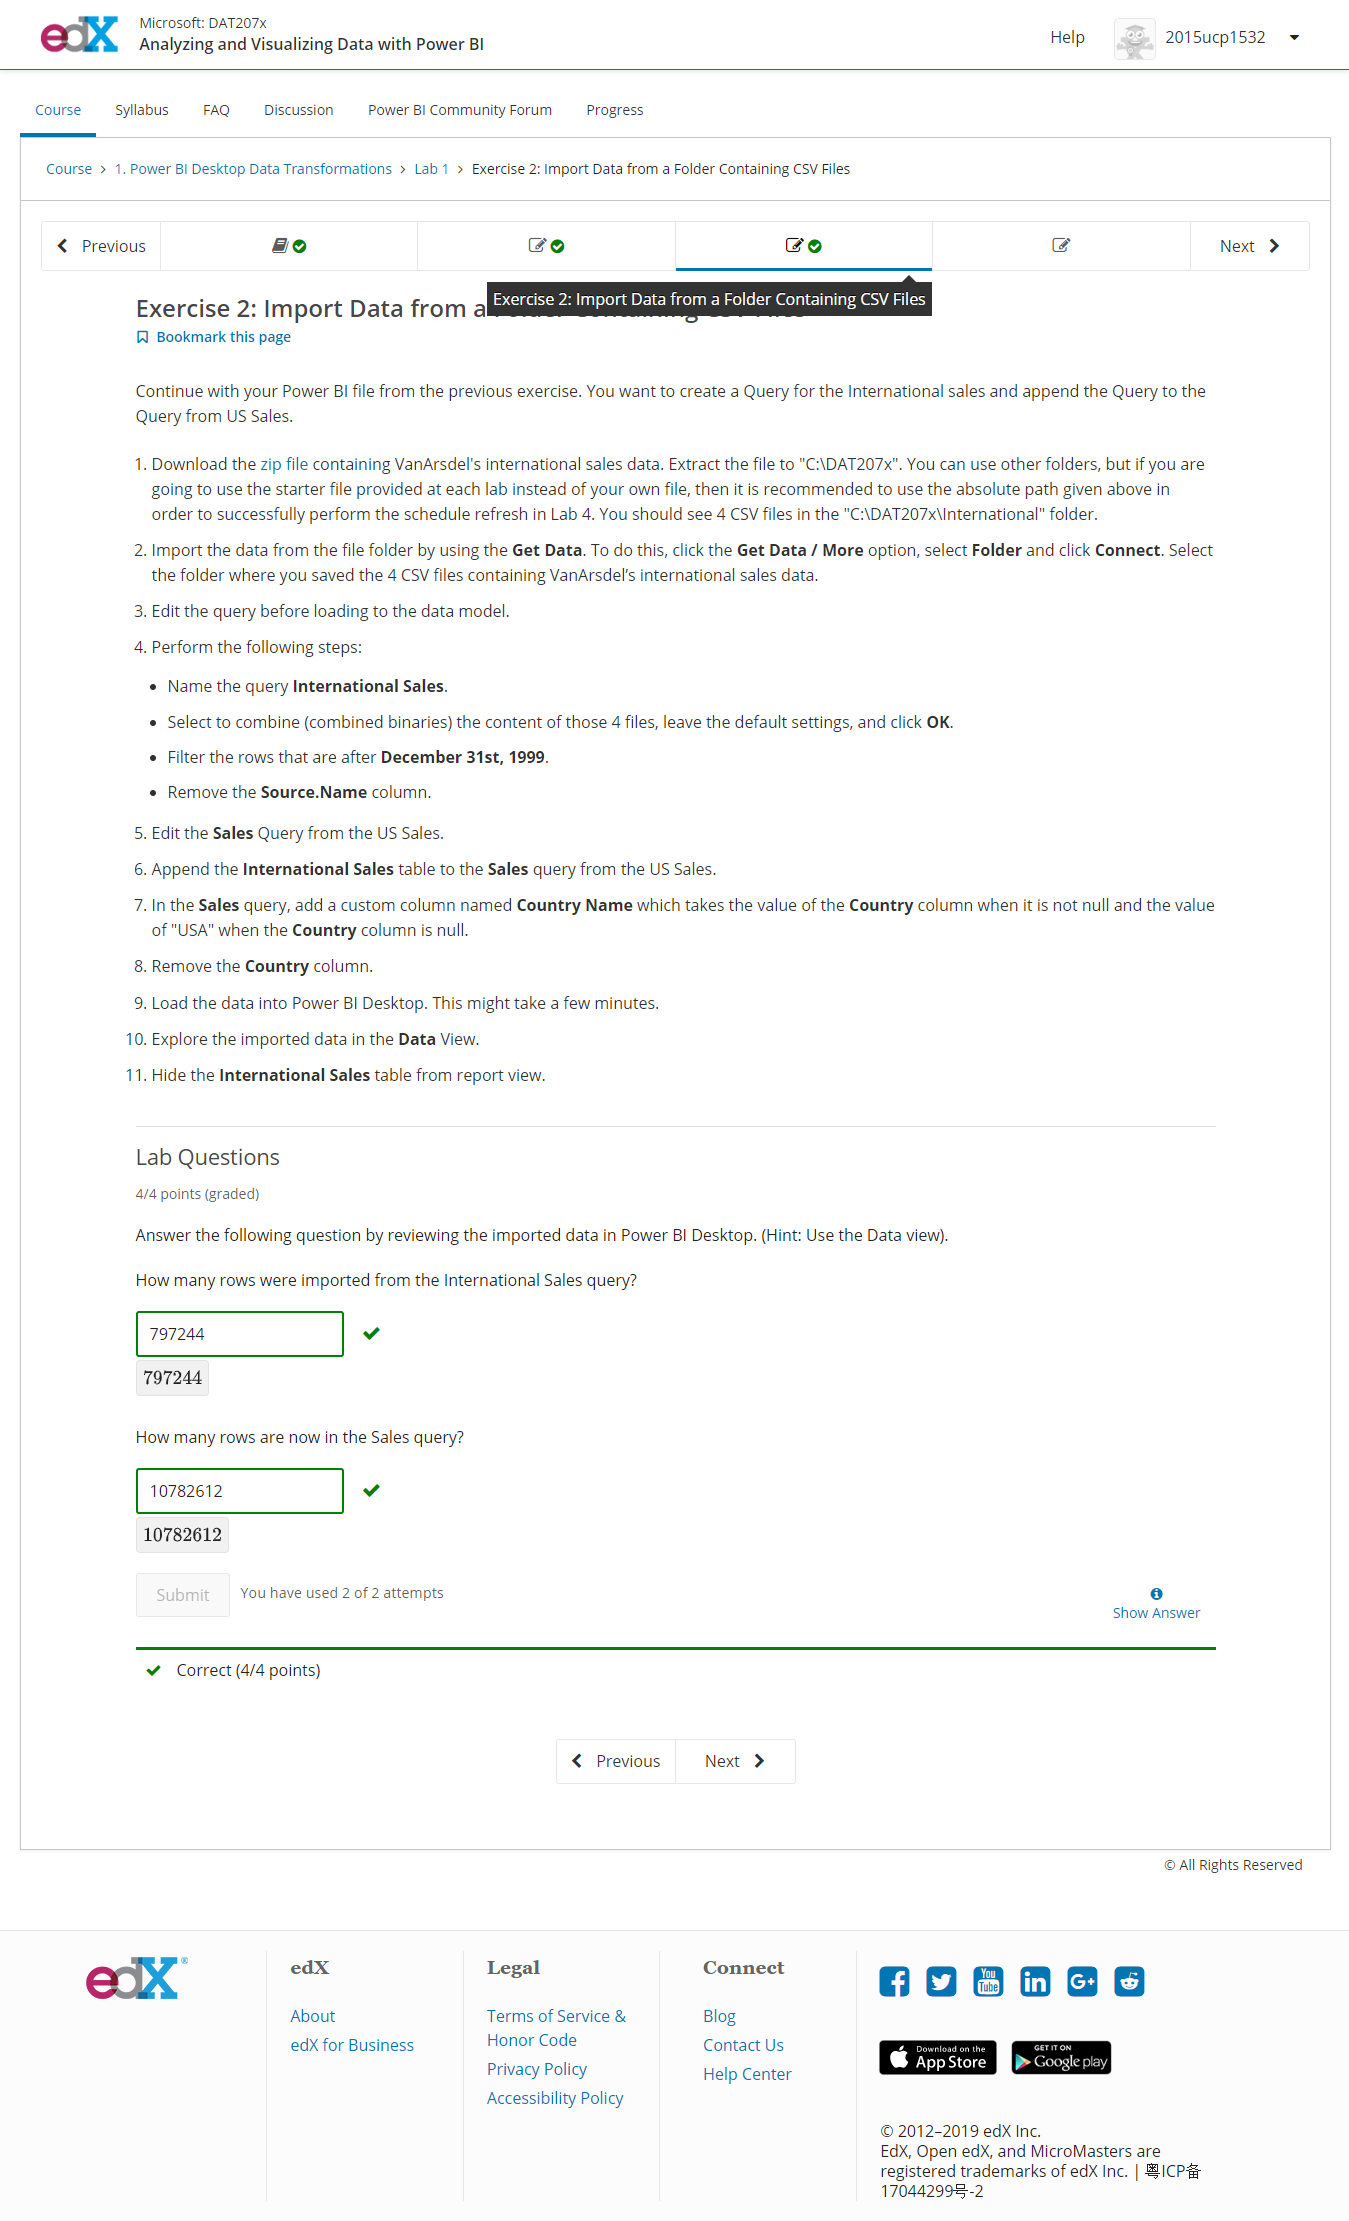 edX
Microsoft: DAT207x
Analyzing and Visualizing Data with Power BI
Help
2015ucp1532
Course
Syllabus
FAQ
Discussion
Power BI Community Forum
Progress
Course > 1. Power BI Desktop Data Transformations > Lab 1 > Exercise 2: Import Data from a Folder Containing CSV Files
Previous
Next
Exercise 2: Import Data from a Folder Containing CSV Files
Exercise 2: Import Data from a Folder Containing CSV Files
Bookmark this page
Continue with your Power BI file from the previous exercise. You want to create a Query for the International sales and append the Query to the
Query from US Sales.
1. Download the zip file containing VanArsdel's international sales data. Extract the file to "C:\DAT207x". You can use other folders, but if you are
going to use the starter file provided at each lab instead of your own file, then it is recommended to use the absolute path given above in
order to successfully perform the schedule refresh in Lab 4. You should see 4 CSV files in the "C:\DAT207x\International" folder.
2. Import the data from the file folder by using the Get Data. To do this, click the Get Data / More option, select Folder and click Connect. Select
the folder where you saved the 4 CSV files containing VanArsdel’s international sales data.
3. Edit the query before loading to the data model.
4. Perform the following steps:
• Name the query International Sales.
• Select to combine (combined binaries) the content of those 4 files, leave the default settings, and click OK.
• Filter the rows that are after December 31st, 1999.
• Remove the Source.Name column.
5. Edit the Sales Query from the US Sales.
6. Append the International Sales table to the Sales query from the US Sales.
7. In the Sales query, add a custom column named Country Name which takes the value of the Country column when it is not null and the value
of "USA" when the Country column is null.
8. Remove the Country column.
9. Load the data into Power BI Desktop. This might take a few minutes.
10. Explore the imported data in the Data View.
11. Hide the International Sales table from report view.
Lab Questions
4/4 points (graded)
Answer the following question by reviewing the imported data in Power BI Desktop. (Hint: Use the Data view).
How many rows were imported from the International Sales query?
797244
797244
How many rows are now in the Sales query?
10782612
10782612
Submit
You have used 2 of 2 attempts
Show Answer
Correct (4/4 points)
Previous
Next
© All Rights Reserved
edX®
edX
About
edX for Business
Legal
Terms of Service &
Honor Code
Privacy Policy
Accessibility Policy
Connect
Blog
Contact Us
Help Center
You
Tube
in
G+
Download on the
App Store
GET IT ON
Google play
© 2012–2019 edX Inc.
EdX, Open edX, and MicroMasters are
registered trademarks of edX Inc. | 粤ICP备
17044299号-2